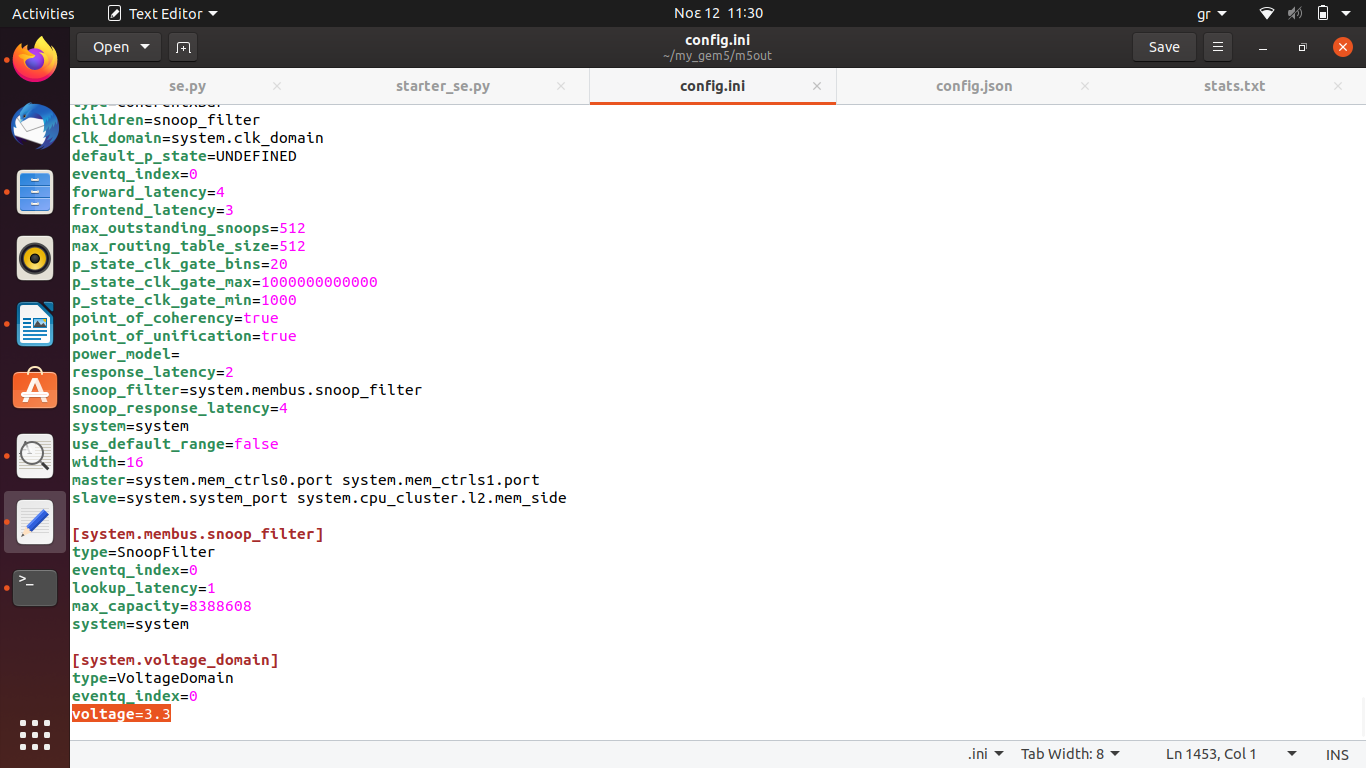 Activities Text Editor Νοε 12 11:30 gr
Open config.ini Save
~/my_gem5/m5out
se.py starter_se.py config.ini config.json stats.txt
type=CoherentXBar
children=snoop_filter
clk_domain=system.clk_domain
default_p_state=UNDEFINED
eventq_index=0
forward_latency=4
frontend_latency=3
max_outstanding_snoops=512
max_routing_table_size=512
p_state_clk_gate_bins=20
p_state_clk_gate_max=1000000000000
p_state_clk_gate_min=1000
point_of_coherency=true
point_of_unification=true
power_model=
response_latency=2
snoop_filter=system.membus.snoop_filter
snoop_response_latency=4
system=system
use_default_range=false
width=16
master=system.mem_ctrls0.port system.mem_ctrls1.port
slave=system.system_port system.cpu_cluster.l2.mem_side
[system.membus.snoop_filter]
type=SnoopFilter
eventq_index=0
lookup_latency=1
max_capacity=8388608
system=system
[system.voltage_domain]
type=VoltageDomain
eventq_index=0
voltage=3.3
.ini Tab Width: 8 Ln 1453, Col 1 INS